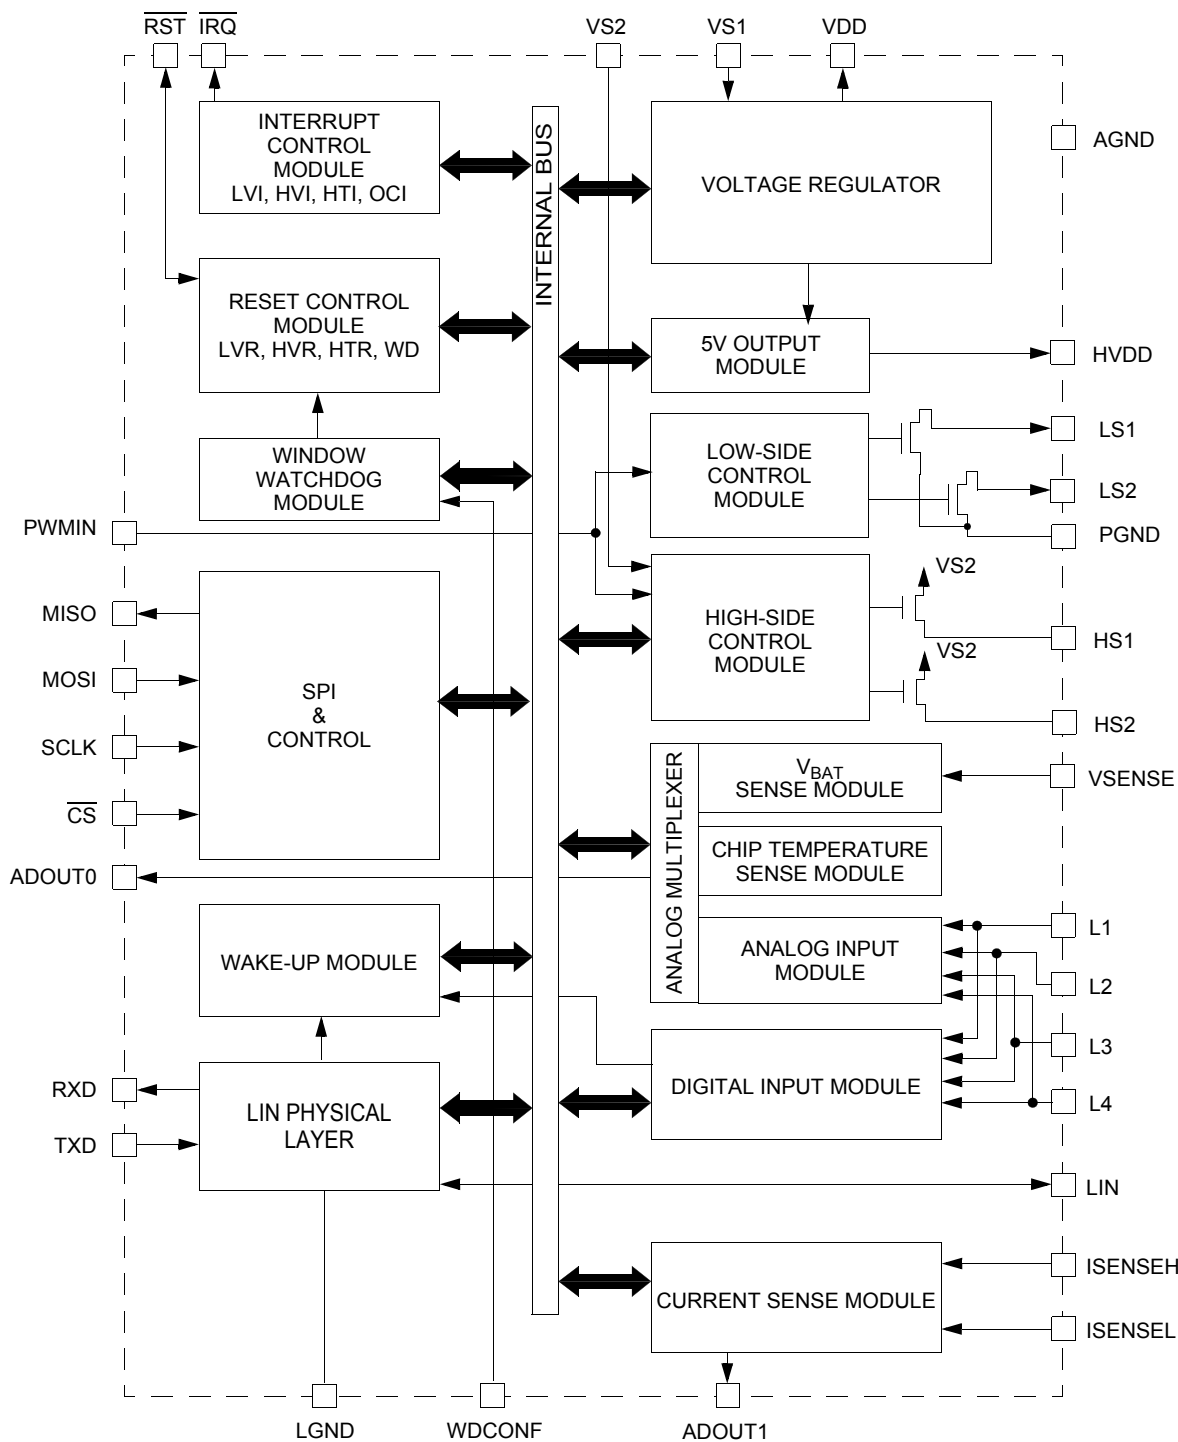 RST IRQ VS2 VS1 VDD
INTERRUPT
CONTROL
MODULE
LVI, HVI, HTI, OCI
INTERNAL BUS
VOLTAGE REGULATOR
AGND
RESET CONTROL
MODULE
LVR, HVR, HTR, WD
5V OUTPUT
MODULE
HVDD
WINDOW
WATCHDOG
MODULE
LOW-SIDE
CONTROL
MODULE
LS1
LS2
PGND
PWMIN
MISO
MOSI
SCLK
CS
ADOUT0
SPI
&
CONTROL
HIGH-SIDE
CONTROL
MODULE
VS2
HS1
VS2
HS2
ANALOG MULTIPLEXER
VBAT
SENSE MODULE
VSENSE
CHIP TEMPERATURE
SENSE MODULE
ANALOG INPUT
MODULE
L1
L2
L3
L4
WAKE-UP MODULE
DIGITAL INPUT MODULE
RXD
TXD
LIN PHYSICAL
LAYER
LIN
CURRENT SENSE MODULE
ISENSEH
ISENSEL
LGND WDCONF ADOUT1